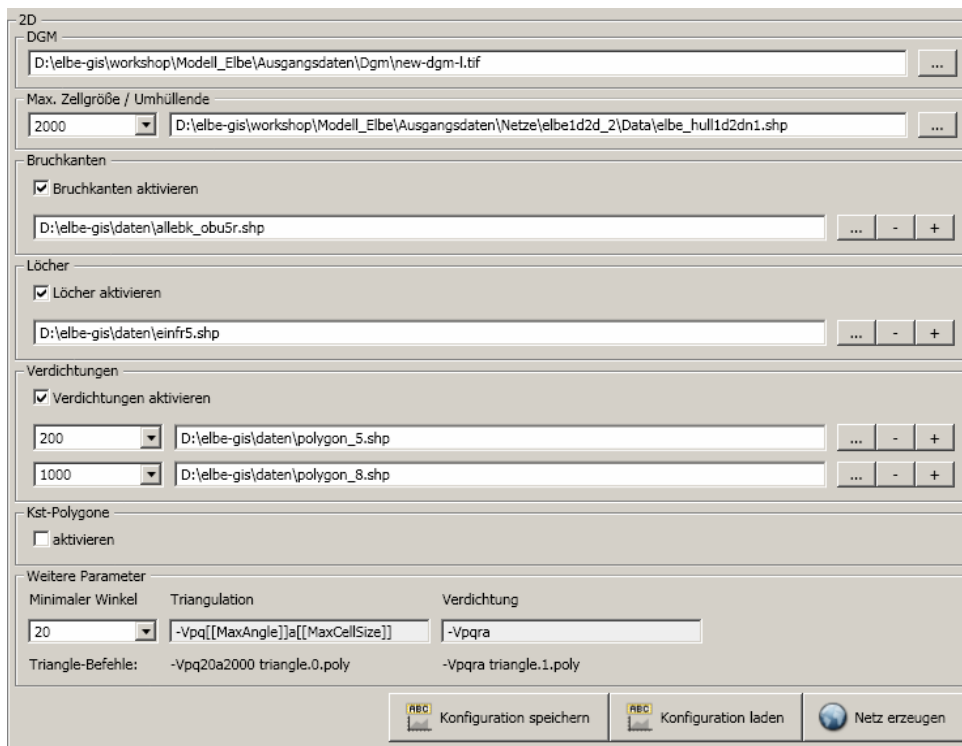 2D
DGM
D:\elbe-gis\workshop\Modell_Elbe\Ausgangsdaten\Dgm\new-dgm-l.tif ...
Max. Zellgröße / Umhüllende
2000 D:\elbe-gis\workshop\Modell_Elbe\Ausgangsdaten\Netze\elbe1d2d_2\Data\elbe_hull1d2dn1.shp ...
Bruchkanten
Bruchkanten aktivieren
D:\elbe-gis\daten\allebk_obu5r.shp ... - +
Löcher
Löcher aktivieren
D:\elbe-gis\daten\einfr5.shp ... - +
Verdichtungen
Verdichtungen aktivieren
200 D:\elbe-gis\daten\polygon_5.shp ... - +
1000 D:\elbe-gis\daten\polygon_8.shp ... - +
Kst-Polygone
aktivieren
Weitere Parameter
Minimaler Winkel Triangulation Verdichtung
20 -Vpq[[MaxAngle]]a[[MaxCellSize]] -Vpqra
Triangle-Befehle: -Vpq20a2000 triangle.0.poly -Vpqra triangle.1.poly
ABC Konfiguration speichern ABC Konfiguration laden Netz erzeugen